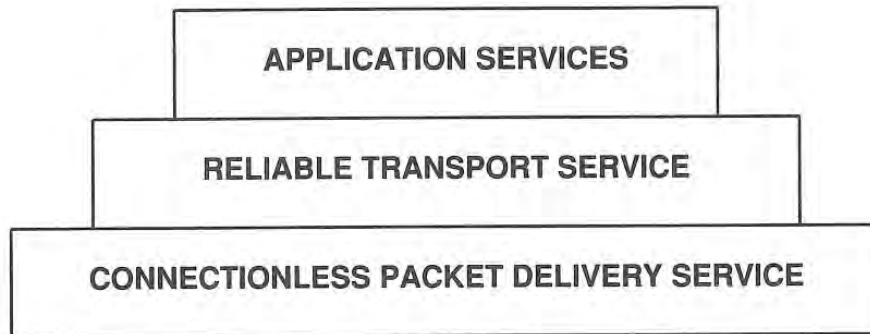 APPLICATION SERVICES
RELIABLE TRANSPORT SERVICE
CONNECTIONLESS PACKET DELIVERY SERVICE